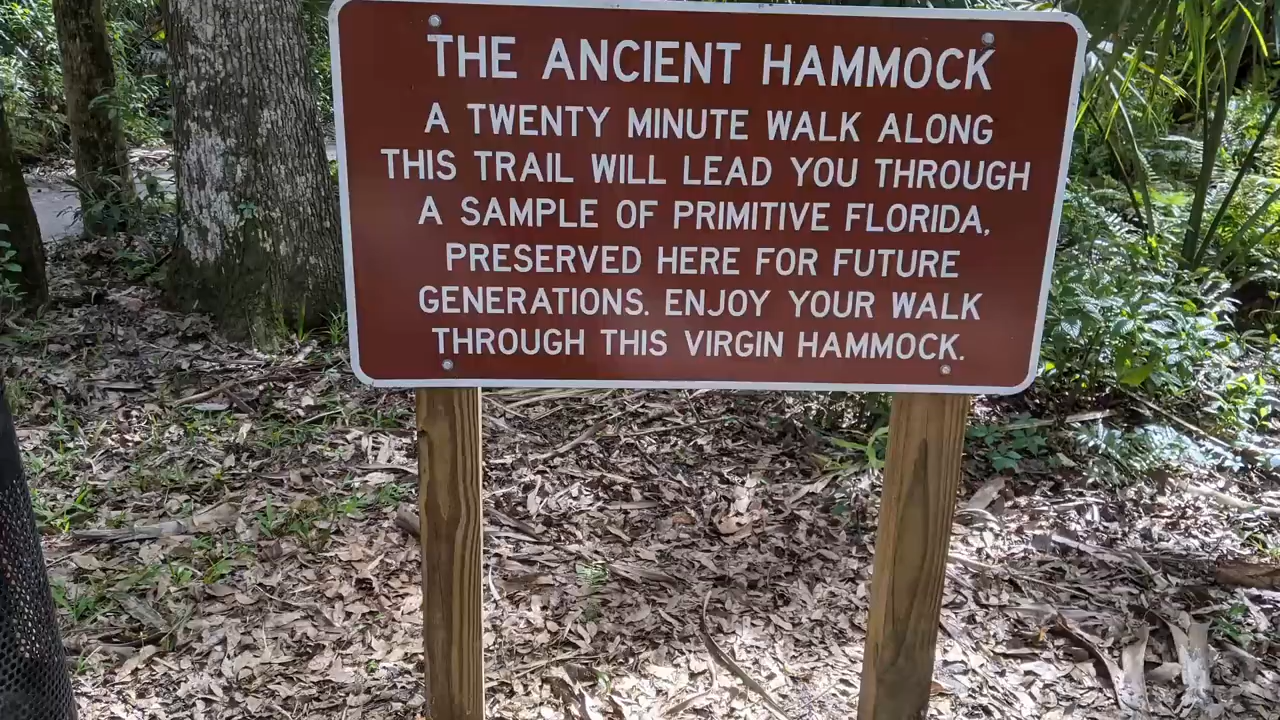 THE ANCIENT HAMMOCK
A TWENTY MINUTE WALK ALONG
THIS TRAIL WILL LEAD YOU THROUGH
A SAMPLE OF PRIMITIVE FLORIDA,
PRESERVED HERE FOR FUTURE
GENERATIONS. ENJOY YOUR WALK
THROUGH THIS VIRGIN HAMMOCK.